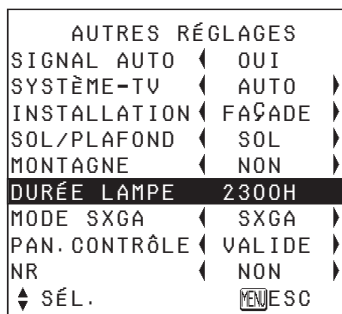 AUTRES RÉGLAGES
SIGNAL AUTO OUI
SYSTÈME-TV AUTO
INSTALLATION FAÇADE
SOL/PLAFOND SOL
MONTAGNE NON
DURÉE LAMPE 2300H
MODE SXGA SXGA
PAN.CONTRÔLE VALIDE
NR NON
SÉL. MENU ESC